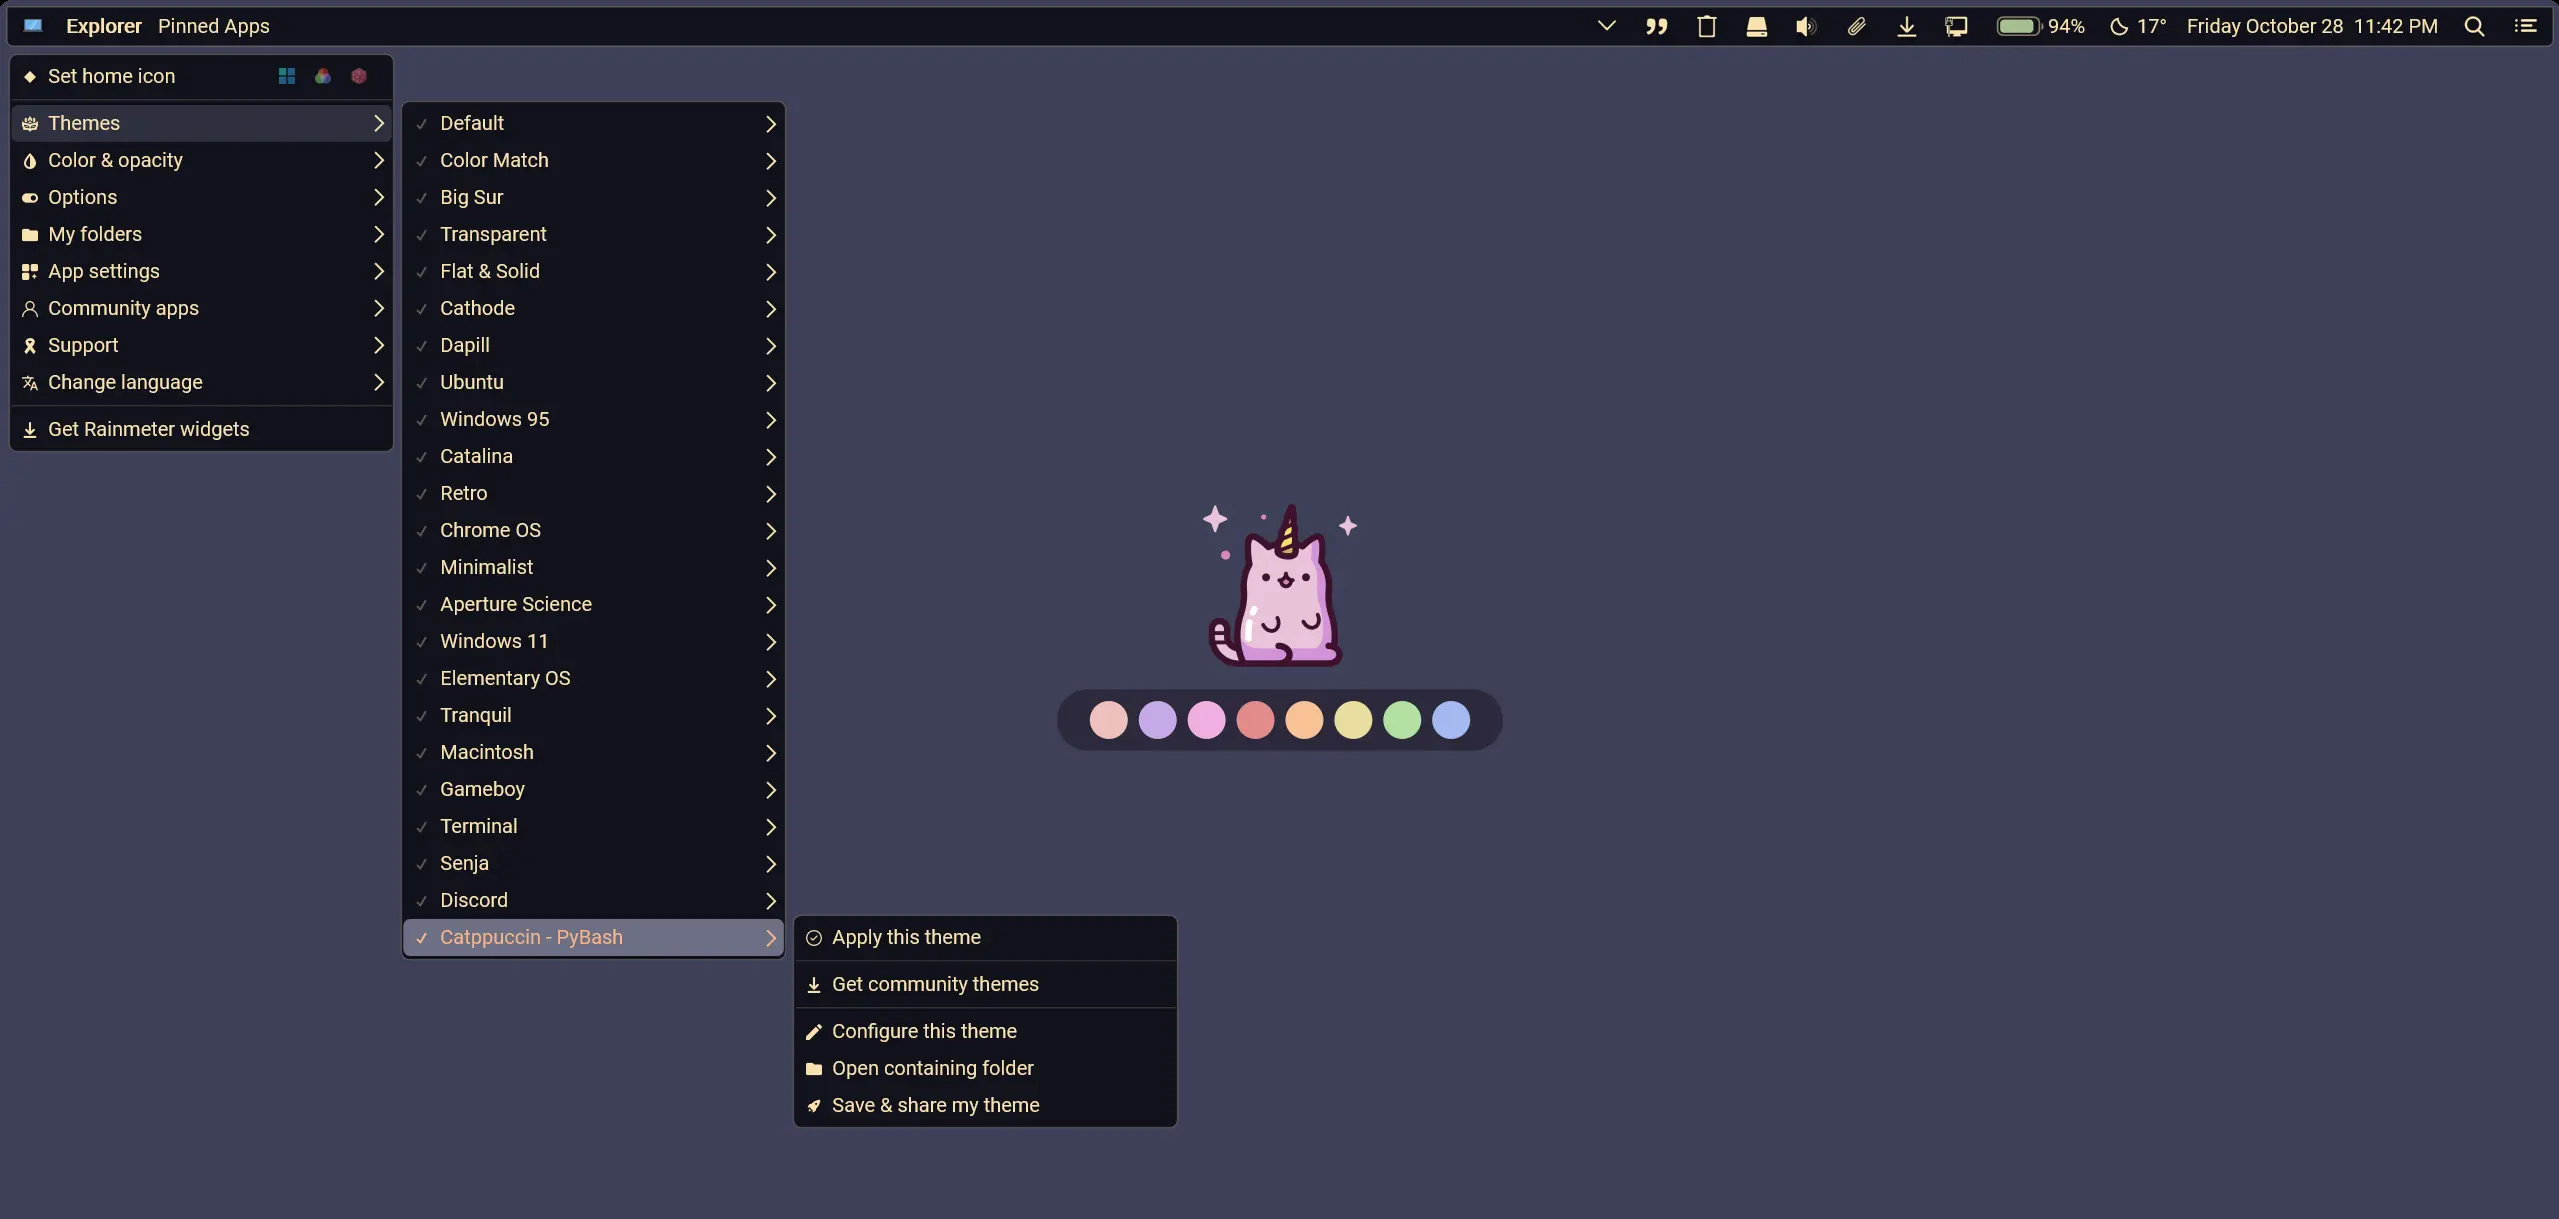 Explorer Pinned Apps
94% 17° Friday October 28 11:42 PM
Set home icon
Themes
Color & opacity
Options
My folders
App settings
Community apps
Support
Change language
Get Rainmeter widgets
Default
Color Match
Big Sur
Transparent
Flat & Solid
Cathode
Dapill
Ubuntu
Windows 95
Catalina
Retro
Chrome OS
Minimalist
Aperture Science
Windows 11
Elementary OS
Tranquil
Macintosh
Gameboy
Terminal
Senja
Discord
Catppuccin - PyBash
Apply this theme
Get community themes
Configure this theme
Open containing folder
Save & share my theme